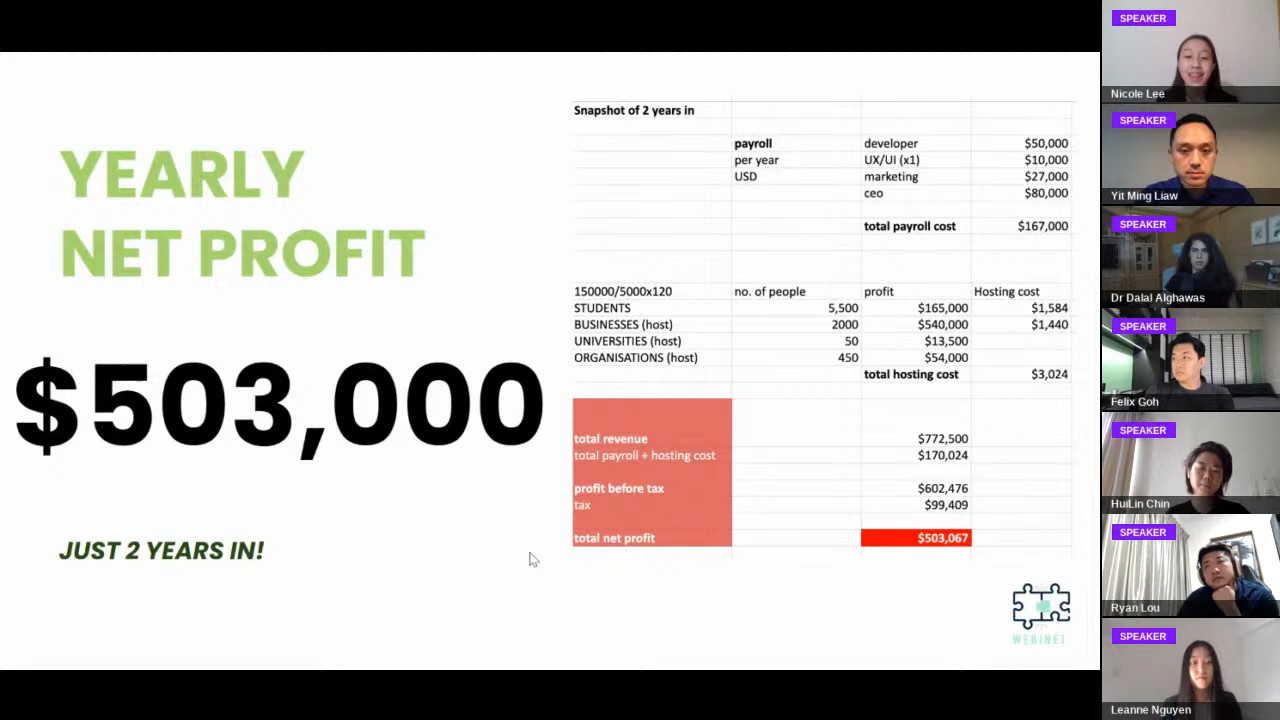 YEARLY
NET PROFIT
$503,000
JUST 2 YEARS IN!
Snapshot of 2 years in
payroll developer $50,000
per year UX/UI (x1) $10,000
USD marketing $27,000
ceo $80,000
total payroll cost $167,000
150000/5000x120 no. of people profit Hosting cost
STUDENTS 5,500 $165,000 $1,584
BUSINESSES (host) 2000 $540,000 $1,440
UNIVERSITIES (host) 50 $13,500
ORGANISATIONS (host) 450 $54,000
total hosting cost $3,024
total revenue $772,500
total payroll + hosting cost $170,024
profit before tax $602,476
tax $99,409
total net profit $503,067
WEBINET
SPEAKER
Nicole Lee
SPEAKER
Yit Ming Liaw
SPEAKER
Dr Dalal Alghawas
SPEAKER
Felix Goh
SPEAKER
HuiLin Chin
SPEAKER
Ryan Lou
SPEAKER
Leanne Nguyen